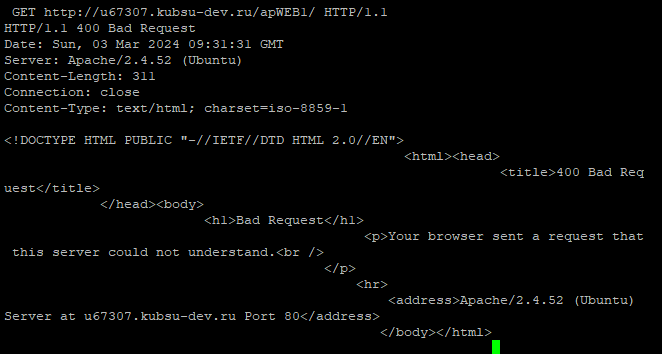 GET http://u67307.kubsu-dev.ru/apWEB1/ HTTP/1.1
HTTP/1.1 400 Bad Request
Date: Sun, 03 Mar 2024 09:31:31 GMT
Server: Apache/2.4.52 (Ubuntu)
Content-Length: 311
Connection: close
Content-Type: text/html; charset=iso-8859-1

<!DOCTYPE HTML PUBLIC "-//IETF//DTD HTML 2.0//EN">
<html><head>
<title>400 Bad Req
uest</title>
</head><body>
<h1>Bad Request</h1>
<p>Your browser sent a request that
this server could not understand.<br />
</p>
<hr>
<address>Apache/2.4.52 (Ubuntu)
Server at u67307.kubsu-dev.ru Port 80</address>
</body></html>